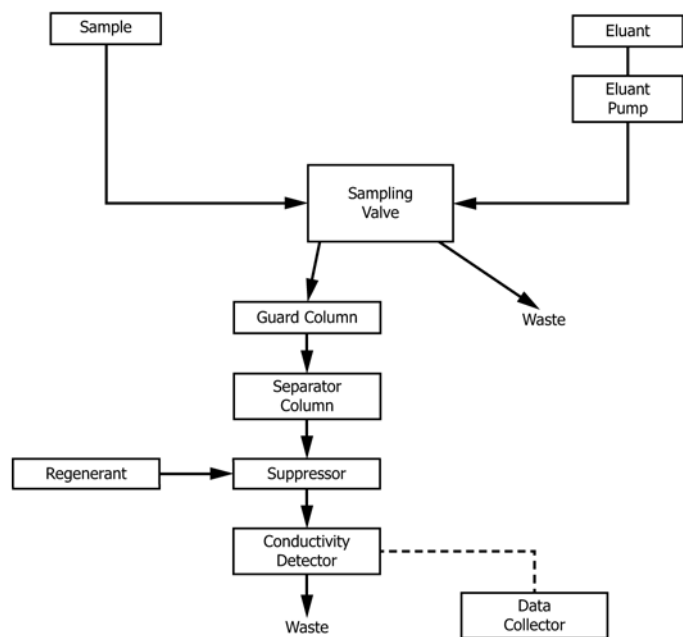 Sample
Eluant
Eluant
Pump
Sampling
Valve
Guard Column
Waste
Separator
Column
Regenerant
Suppressor
Conductivity
Detector
Waste
Data
Collector